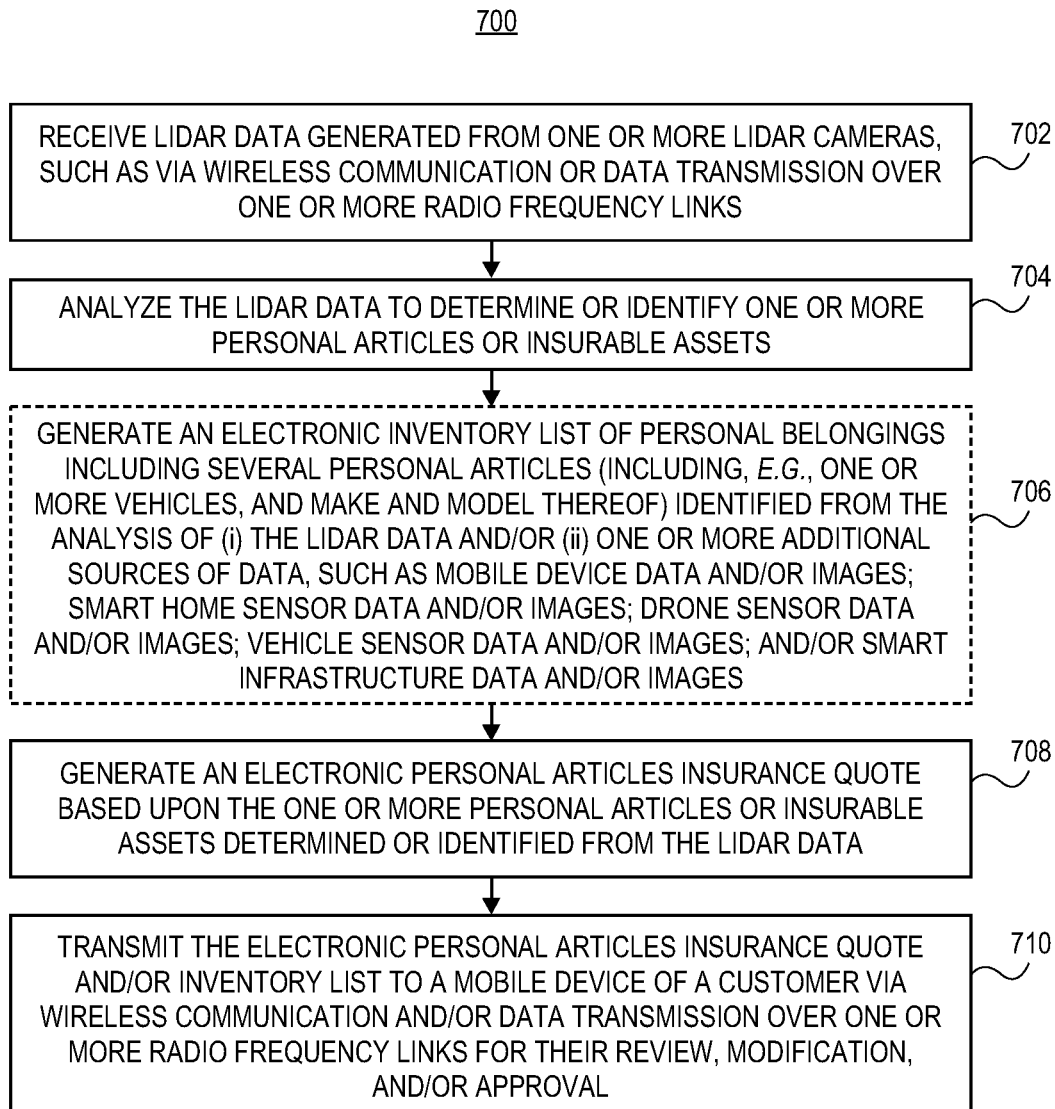 700
RECEIVE LIDAR DATA GENERATED FROM ONE OR MORE LIDAR CAMERAS,
SUCH AS VIA WIRELESS COMMUNICATION OR DATA TRANSMISSION OVER
ONE OR MORE RADIO FREQUENCY LINKS
702
ANALYZE THE LIDAR DATA TO DETERMINE OR IDENTIFY ONE OR MORE
PERSONAL ARTICLES OR INSURABLE ASSETS
704
GENERATE AN ELECTRONIC INVENTORY LIST OF PERSONAL BELONGINGS
INCLUDING SEVERAL PERSONAL ARTICLES (INCLUDING, E.G., ONE OR
MORE VEHICLES, AND MAKE AND MODEL THEREOF) IDENTIFIED FROM THE
ANALYSIS OF (i) THE LIDAR DATA AND/OR (ii) ONE OR MORE ADDITIONAL
SOURCES OF DATA, SUCH AS MOBILE DEVICE DATA AND/OR IMAGES;
SMART HOME SENSOR DATA AND/OR IMAGES; DRONE SENSOR DATA
AND/OR IMAGES; VEHICLE SENSOR DATA AND/OR IMAGES; AND/OR SMART
INFRASTRUCTURE DATA AND/OR IMAGES
706
GENERATE AN ELECTRONIC PERSONAL ARTICLES INSURANCE QUOTE
BASED UPON THE ONE OR MORE PERSONAL ARTICLES OR INSURABLE
ASSETS DETERMINED OR IDENTIFIED FROM THE LIDAR DATA
708
TRANSMIT THE ELECTRONIC PERSONAL ARTICLES INSURANCE QUOTE
AND/OR INVENTORY LIST TO A MOBILE DEVICE OF A CUSTOMER VIA
WIRELESS COMMUNICATION AND/OR DATA TRANSMISSION OVER ONE OR
MORE RADIO FREQUENCY LINKS FOR THEIR REVIEW, MODIFICATION,
AND/OR APPROVAL
710